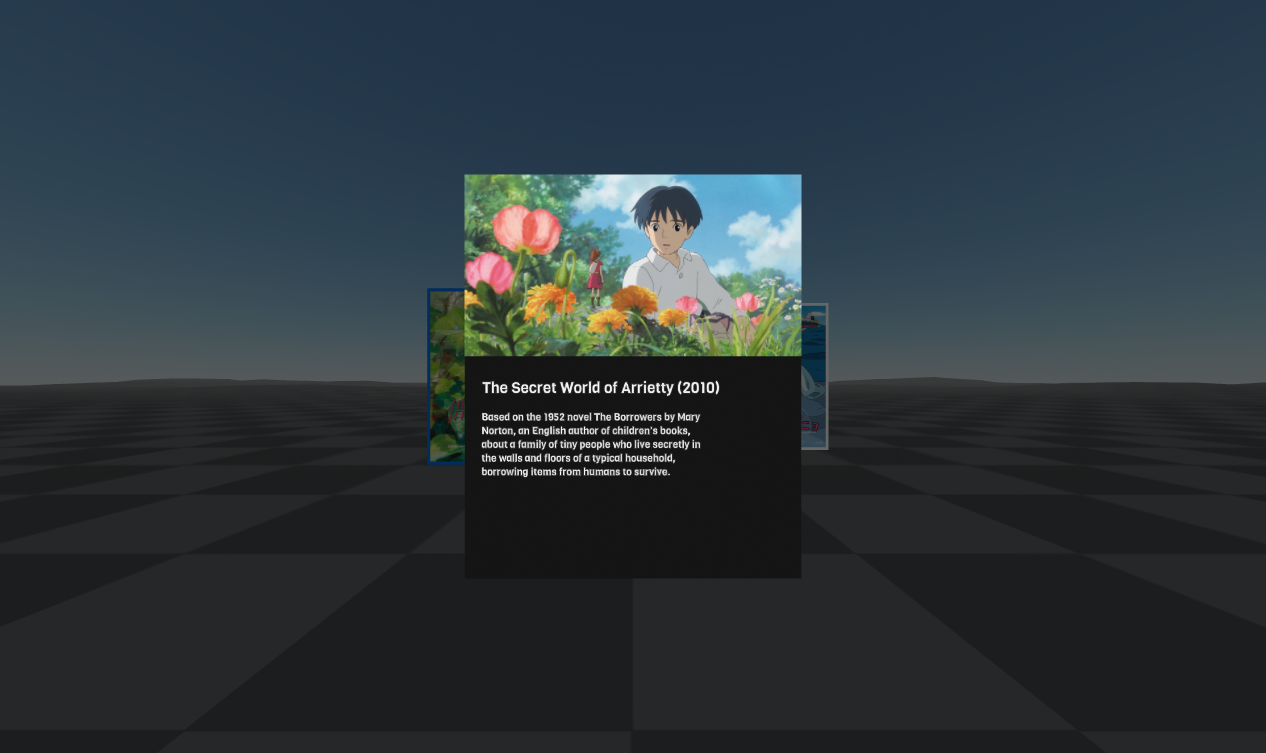 The Secret World of Arrietty (2010)
Based on the 1952 novel The Borrowers by Mary
Norton, an English author of children's books,
about a family of tiny people who live secretly in
the walls and floors of a typical household,
borrowing items from humans to survive.